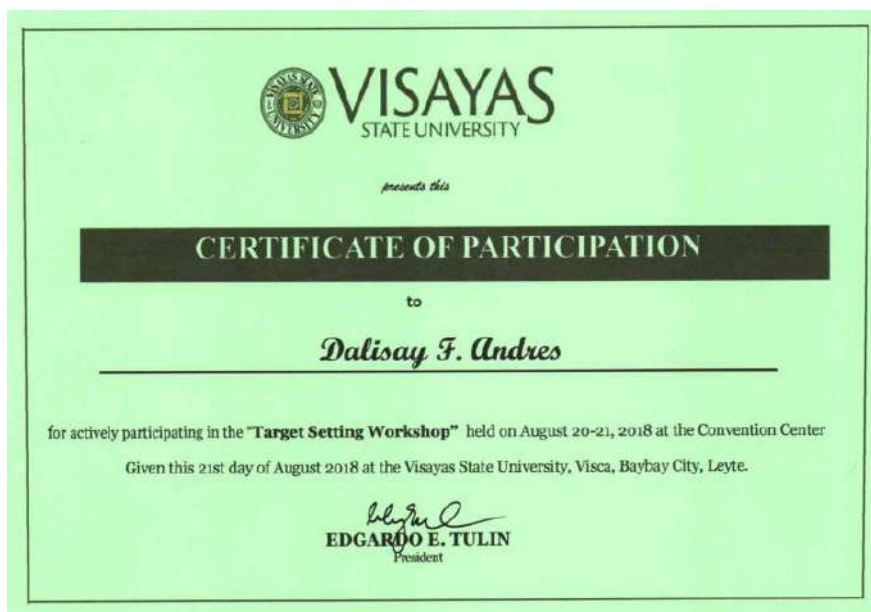 VISAYAS
STATE UNIVERSITY
presents this
CERTIFICATE OF PARTICIPATION
to
Dalisay F. Andres
for actively participating in the "Target Setting Workshop" held on August 20-21, 2018 at the Convention Center
Given this 21st day of August 2018 at the Visayas State University, Visca, Baybay City, Leyte.
EDGARDO E. TULIN
President